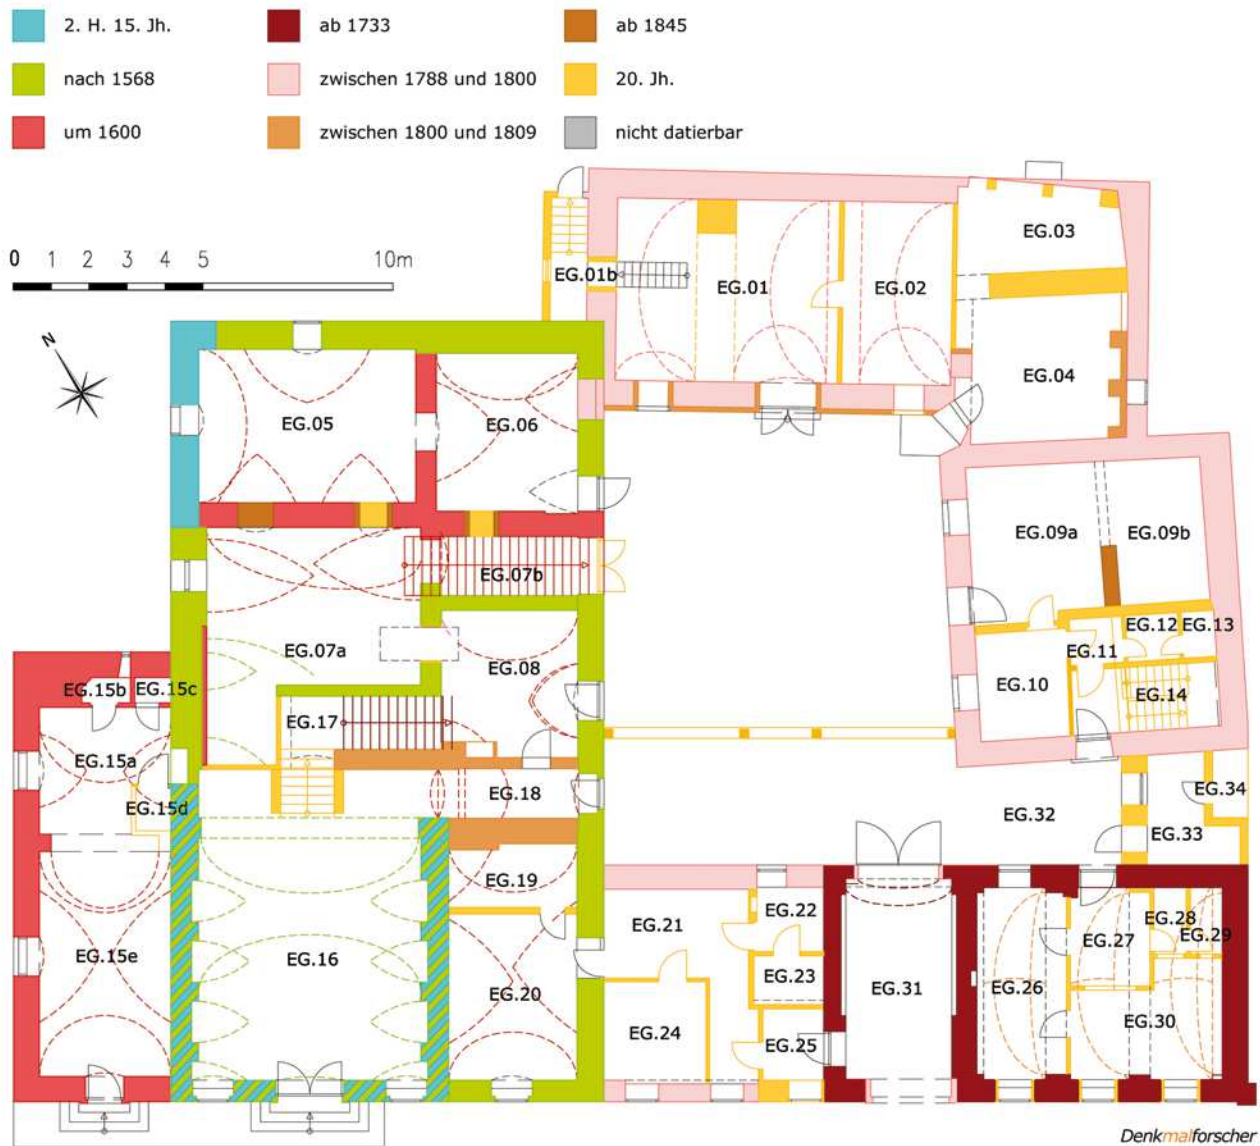 2. H. 15. Jh.
ab 1733
ab 1845
nach 1568
zwischen 1788 und 1800
20. Jh.
um 1600
zwischen 1800 und 1809
nicht datierbar
0 1 2 3 4 5 10m
N
EG.01b
EG.01
EG.02
EG.03
EG.04
EG.05
EG.06
EG.07b
EG.07a
EG.08
EG.09a
EG.09b
EG.10
EG.11
EG.12
EG.13
EG.14
EG.15b
EG.15c
EG.15a
EG.15d
EG.15e
EG.16
EG.17
EG.18
EG.19
EG.20
EG.21
EG.22
EG.23
EG.24
EG.25
EG.26
EG.27
EG.28
EG.29
EG.30
EG.31
EG.32
EG.33
EG.34
Denkmalforscher